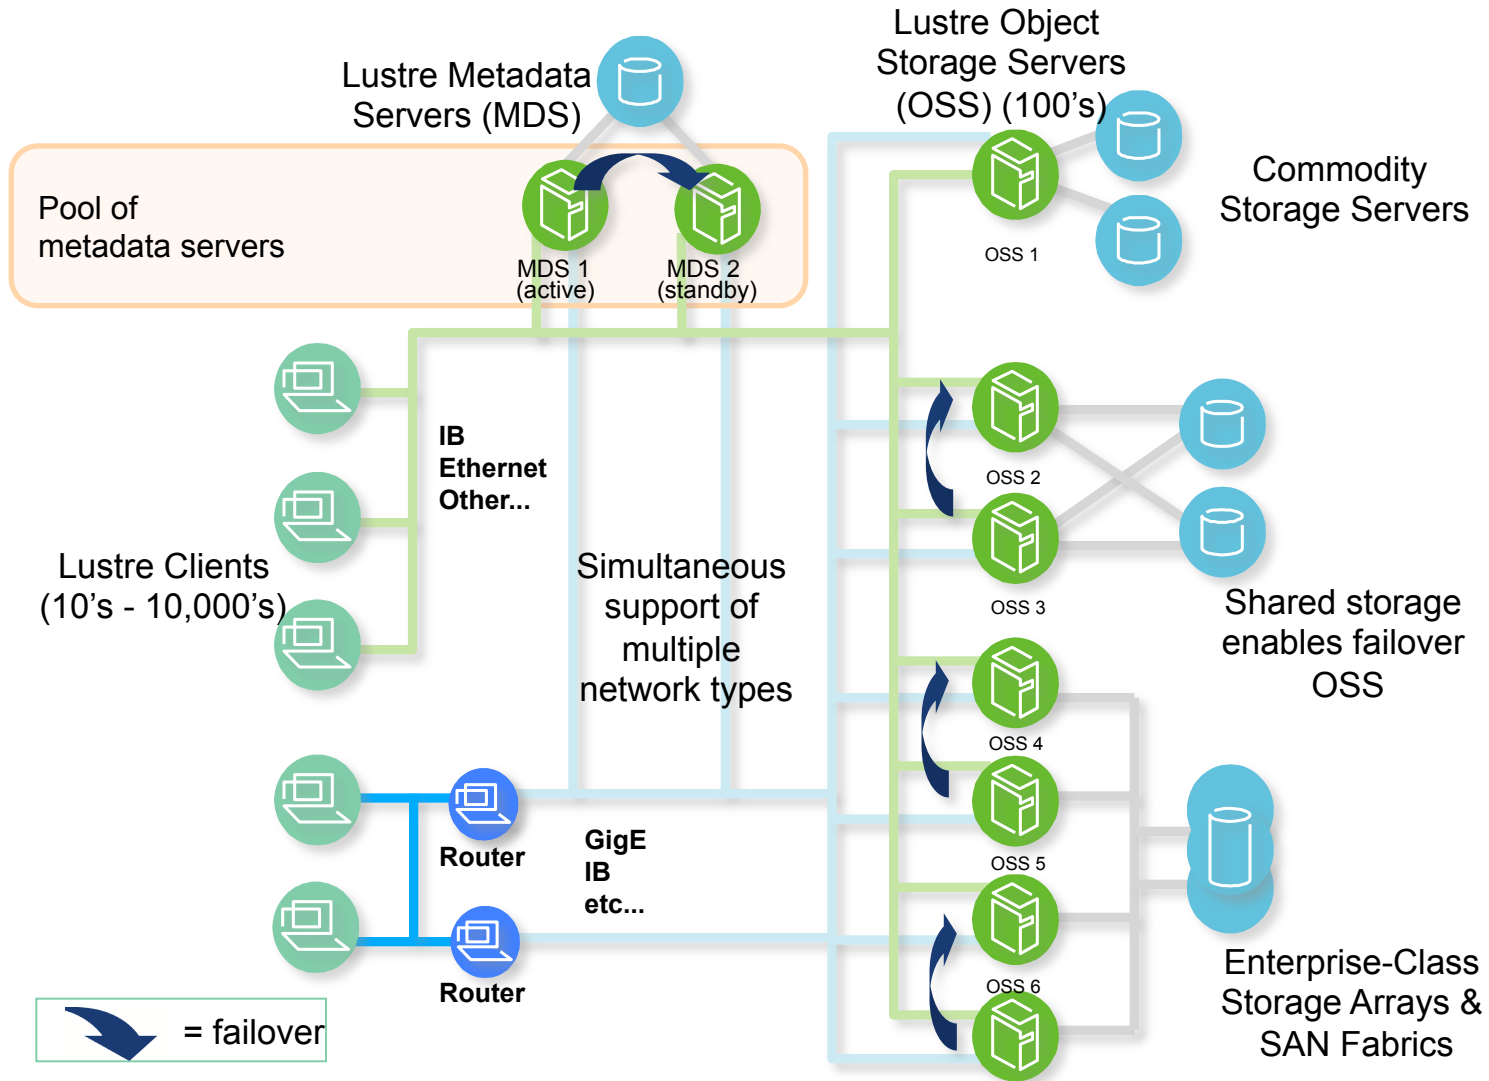 Lustre Object
Storage Servers
(OSS) (100's)
Lustre Metadata
Servers (MDS)
Commodity
Storage Servers
Pool of
metadata servers
OSS 1
MDS 1
(active)
MDS 2
(standby)
IB
Ethernet
Other...
OSS 2
Lustre Clients
(10's - 10,000's)
Simultaneous
support of
multiple
network types
OSS 3
Shared storage
enables failover
OSS
OSS 4
Router
GigE
IB
etc...
OSS 5
Router
OSS 6
Enterprise-Class
Storage Arrays &
SAN Fabrics
= failover